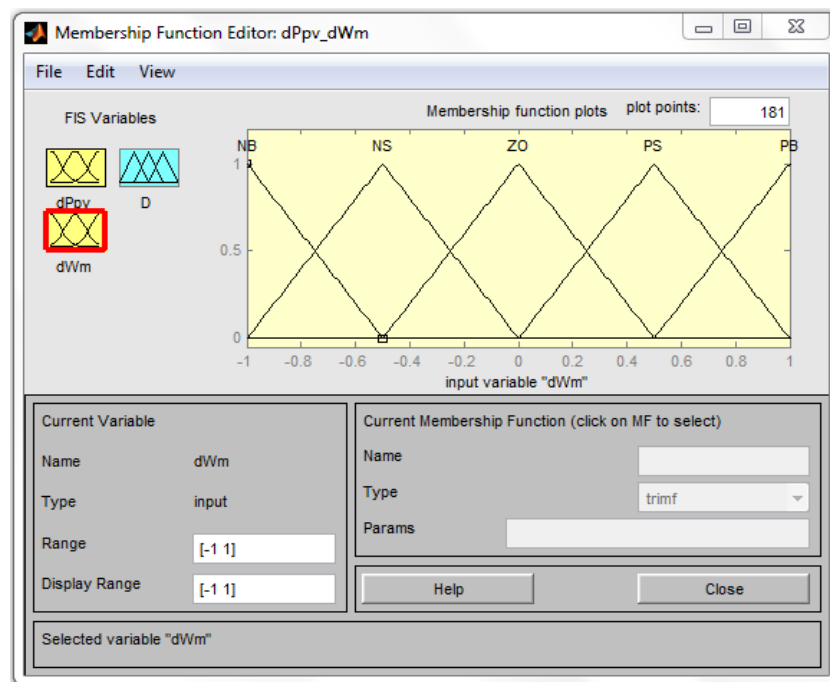 Membership Function Editor: dPpv_dWm
File Edit View
FIS Variables
dPpv D
dWm
Membership function plots plot points: 181
NB NS ZO PS PB
1
0.5
0
-1 -0.8 -0.6 -0.4 -0.2 0 0.2 0.4 0.6 0.8 1
input variable "dWm"
Current Variable
Name dWm
Type input
Range [-1 1]
Display Range [-1 1]
Current Membership Function (click on MF to select)
Name
Type trimf
Params
Help Close
Selected variable "dWm"